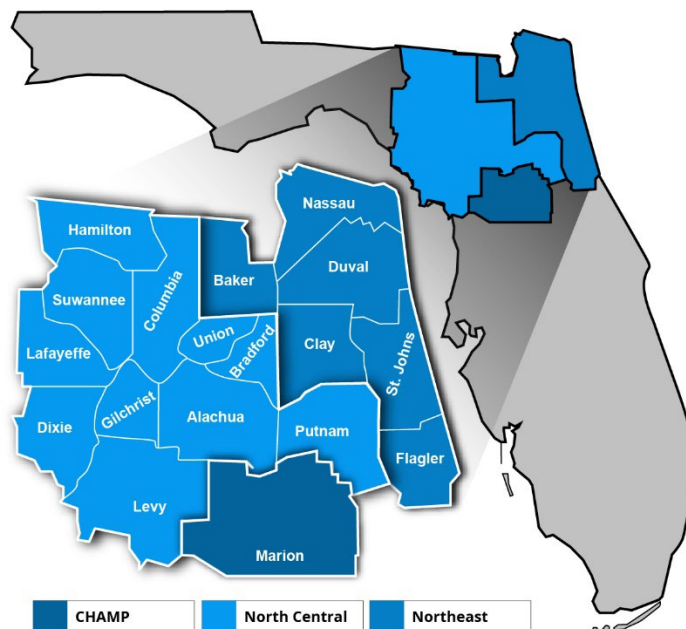 Nassau
Hamilton
Duval
Baker
Columbia
Suwannee
Union
Bradford
Clay
Lafayeffe
St. Johns
Gilchrist
Dixie
Alachua
Putnam
Flagler
Levy
Marion
CHAMP
North Central
Northeast